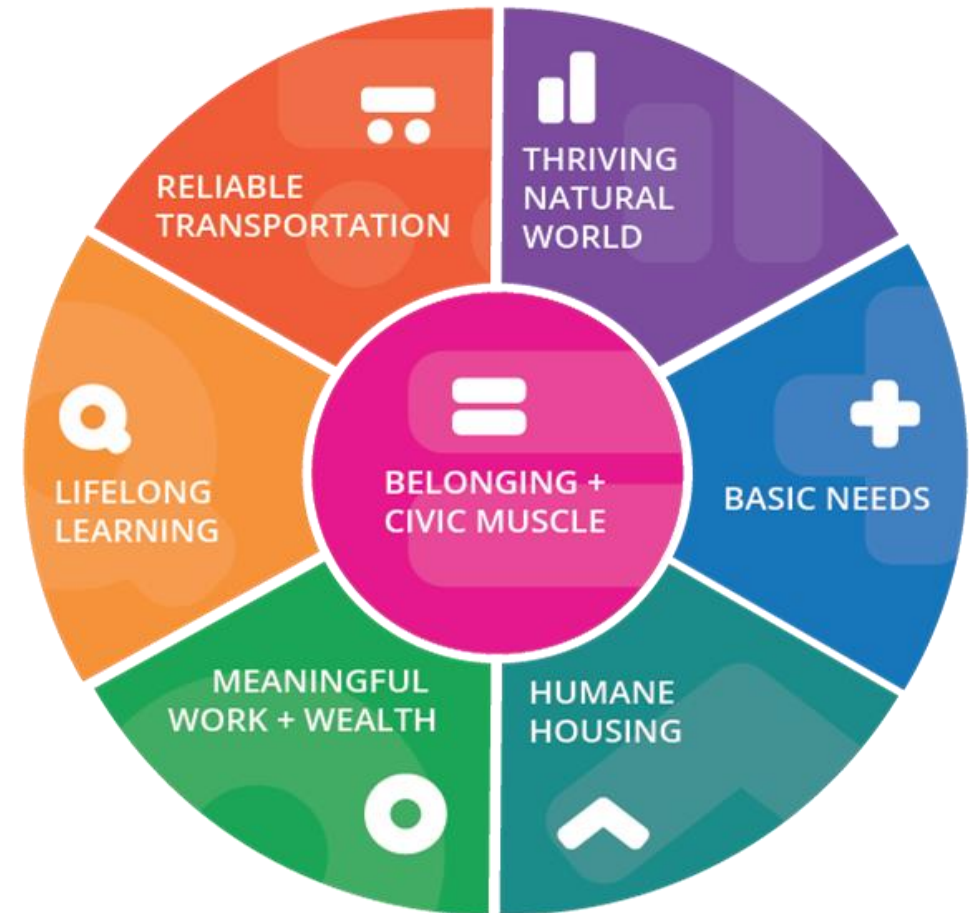 RELIABLE
TRANSPORTATION
THRIVING
NATURAL
WORLD
LIFELONG
LEARNING
BELONGING +
CIVIC MUSCLE
BASIC NEEDS
MEANINGFUL
WORK + WEALTH
HUMANE
HOUSING